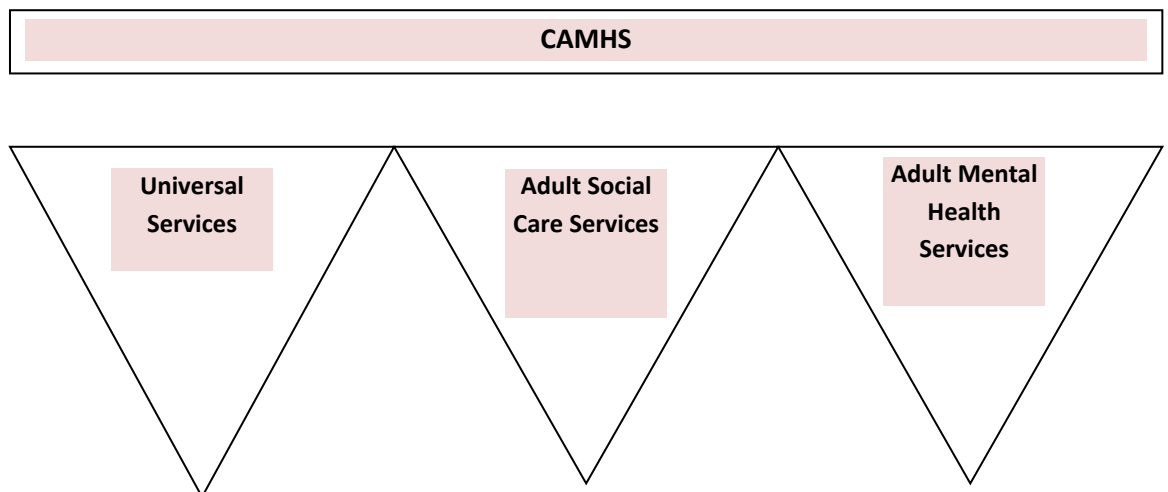 CAMHS
Universal
Services
Adult Social
Care Services
Adult Mental
Health
Services